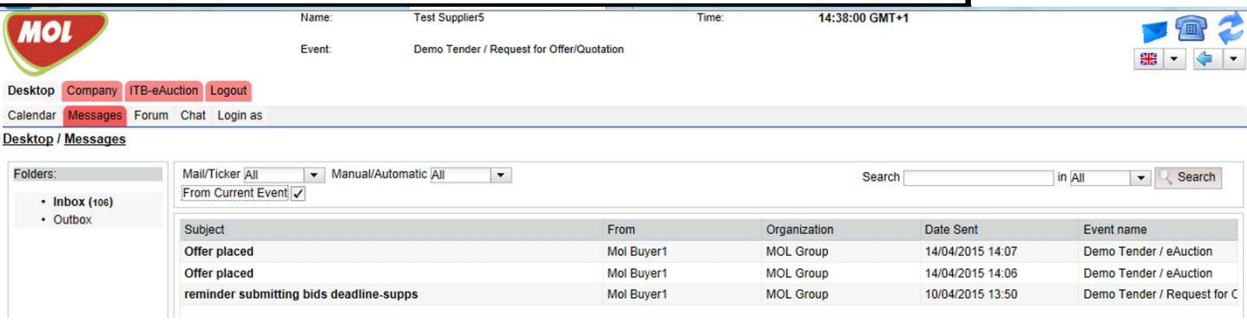 MOL
Name: Test Supplier5 Time: 14:38:00 GMT+1
Event: Demo Tender / Request for Offer/Quotation
Desktop Company ITB-eAuction Logout
Calendar Messages Forum Chat Login as
Desktop / Messages
Folders:
• Inbox (106)
• Outbox
Mail/Ticker All Manual/Automatic All Search in All Search
From Current Event
Subject From Organization Date Sent Event name
Offer placed Mol Buyer1 MOL Group 14/04/2015 14:07 Demo Tender / eAuction
Offer placed Mol Buyer1 MOL Group 14/04/2015 14:06 Demo Tender / eAuction
reminder submitting bids deadline-supps Mol Buyer1 MOL Group 10/04/2015 13:50 Demo Tender / Request for